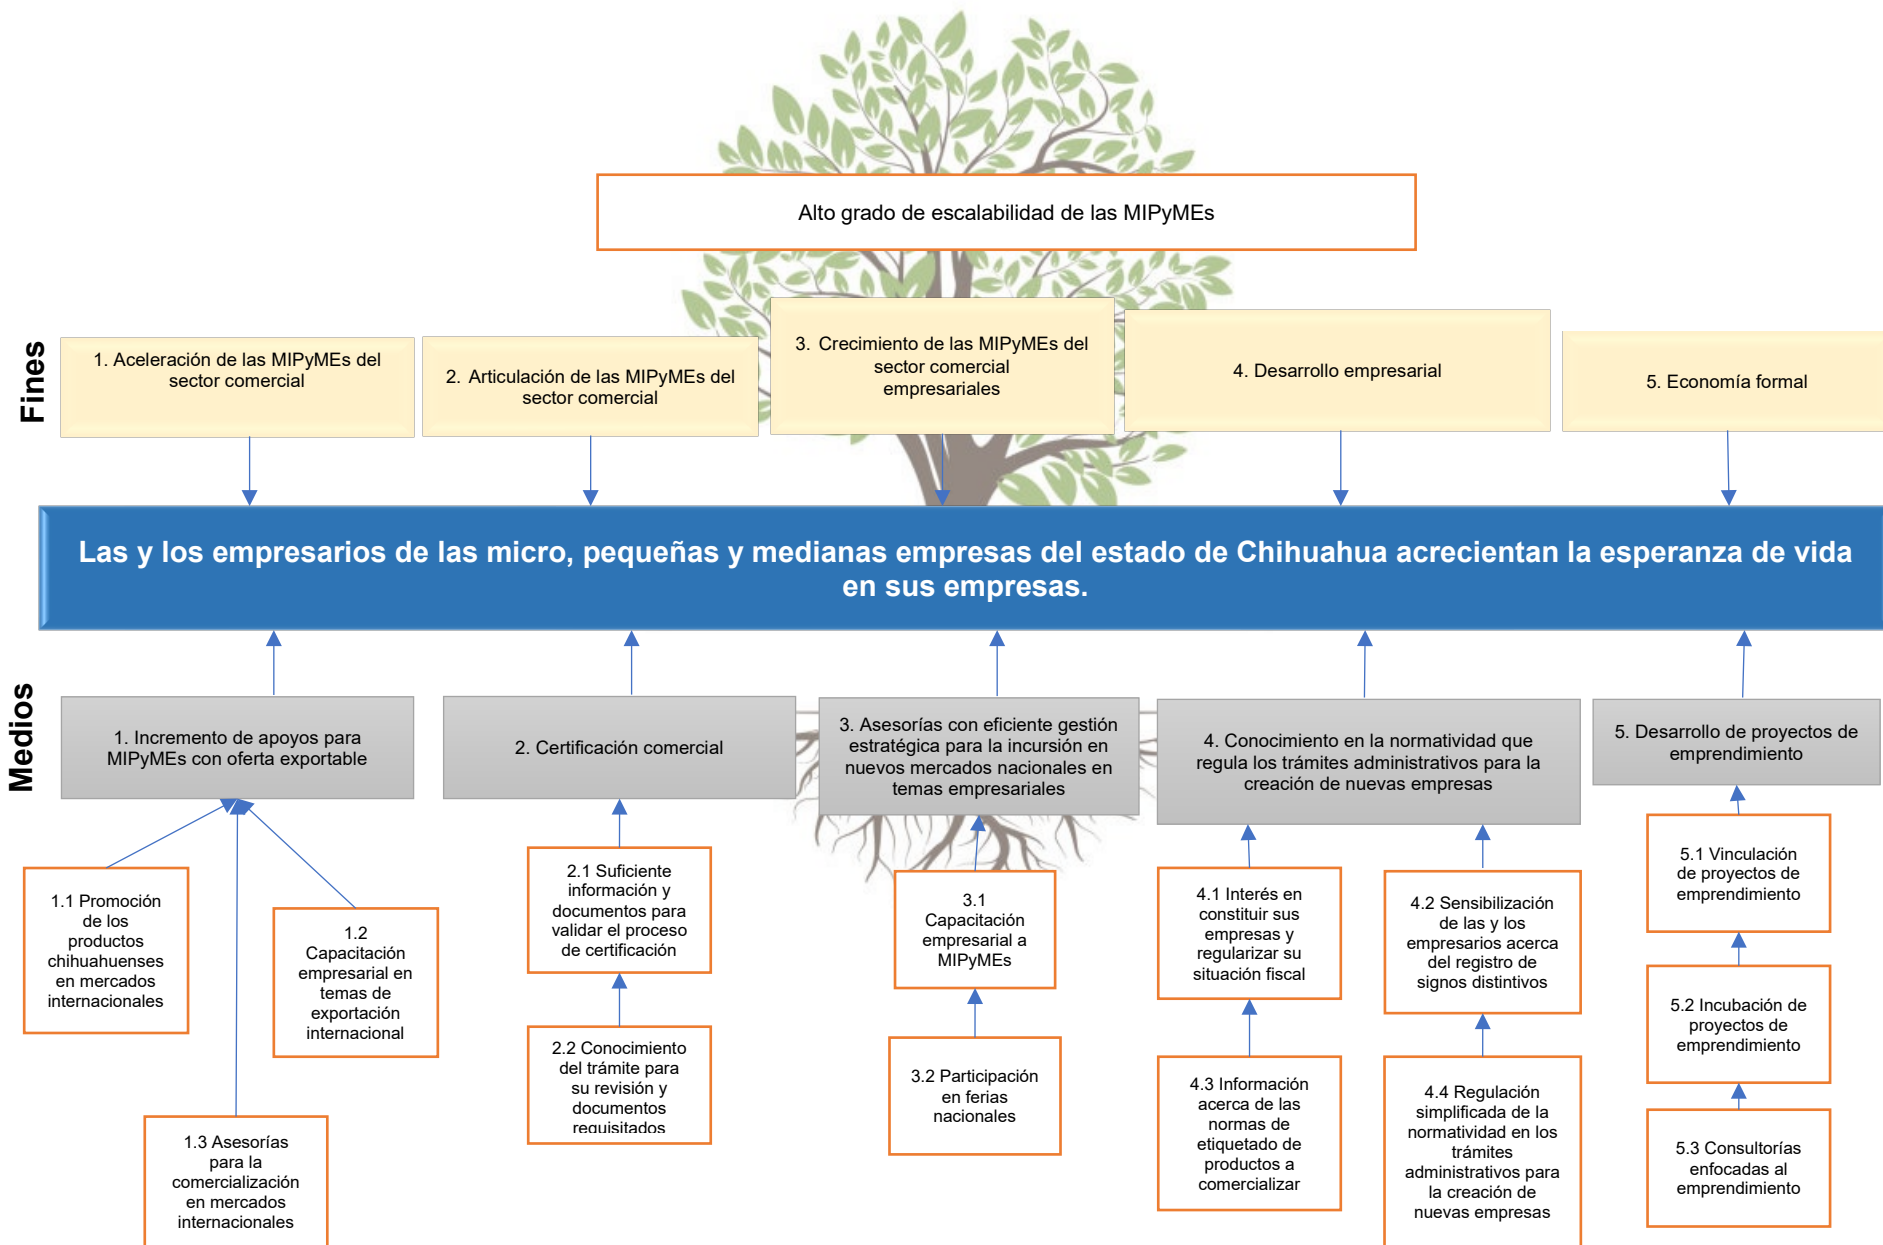 Alto grado de escalabilidad de las MIPyMEs
Fines
1. Aceleración de las MIPyMEs del
sector comercial
2. Articulación de las MIPyMEs del
sector comercial
3. Crecimiento de las MIPyMEs del
sector comercial
empresariales
4. Desarrollo empresarial
5. Economía formal
Las y los empresarios de las micro, pequeñas y medianas empresas del estado de Chihuahua acrecientan la esperanza de vida
en sus empresas.
Medios
1. Incremento de apoyos para
MIPyMEs con oferta exportable
2. Certificación comercial
3. Asesorías con eficiente gestión
estratégica para la incursión en
nuevos mercados nacionales en
temas empresariales
4. Conocimiento en la normatividad que
regula los trámites administrativos para la
creación de nuevas empresas
5. Desarrollo de proyectos de
emprendimiento
1.1 Promoción
de los
productos
chihuahuenses
en mercados
internacionales
1.2
Capacitación
empresarial en
temas de
exportación
internacional
1.3 Asesorías
para la
comercialización
en mercados
internacionales
2.1 Suficiente
información y
documentos para
validar el proceso
de certificación
2.2 Conocimiento
del trámite para
su revisión y
documentos
requisitados
3.1
Capacitación
empresarial a
MIPyMEs
3.2 Participación
en ferias
nacionales
4.1 Interés en
constituir sus
empresas y
regularizar su
situación fiscal
4.2 Sensibilización
de las y los
empresarios acerca
del registro de
signos distintivos
4.3 Información
acerca de las
normas de
etiquetado de
productos a
comercializar
4.4 Regulación
simplificada de la
normatividad en los
trámites
administrativos para
la creación de
nuevas empresas
5.1 Vinculación
de proyectos de
emprendimiento
5.2 Incubación de
proyectos de
emprendimiento
5.3 Consultorías
enfocadas al
emprendimiento